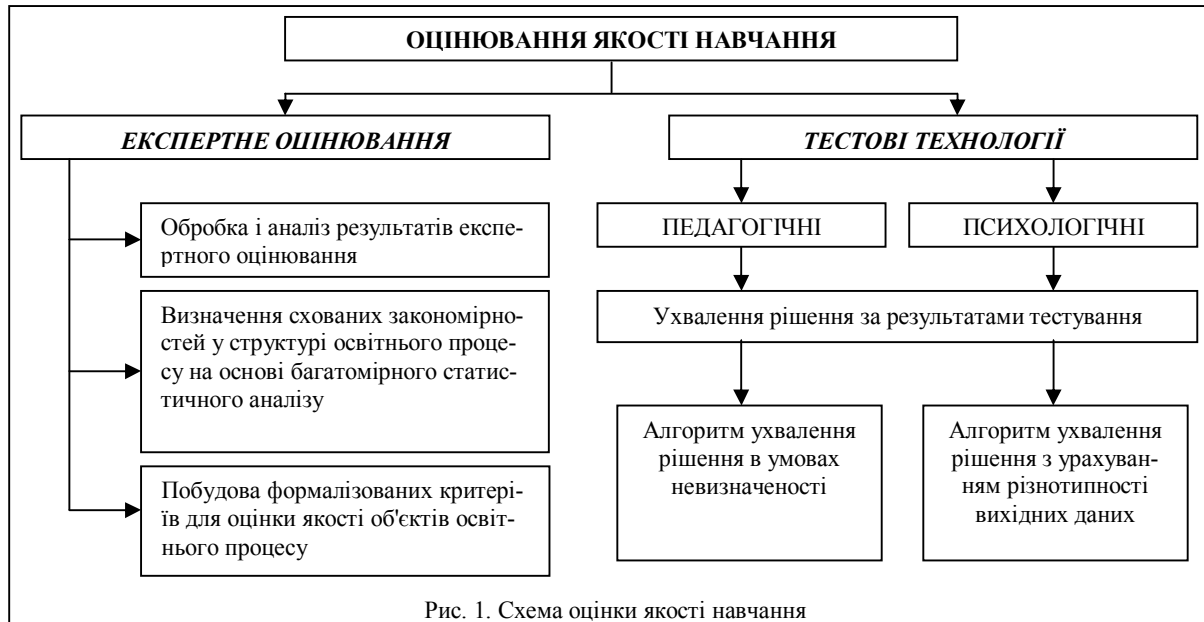 ОЦІНЮВАННЯ ЯКОСТІ НАВЧАННЯ
ЕКСПЕРТНЕ ОЦІНЮВАННЯ
Обробка і аналіз результатів експе-
ртного оцінювання
Визначення схованих закономірно-
стей у структурі освітнього проце-
су на основі багатомірного статис-
тичного аналізу
Побудова формалізованих критері-
їв для оцінки якості об'єктів освіт-
нього процесу
ТЕСТОВІ ТЕХНОЛОГІЇ
ПЕДАГОГІЧНІ
ПСИХОЛОГІЧНІ
Ухвалення рішення за результатами тестування
Алгоритм ухвалення
рішення в умовах
невизначеності
Алгоритм ухвалення
рішення з урахуван-
ням різнотипності
вихідних даних
Рис. 1. Схема оцінки якості навчання